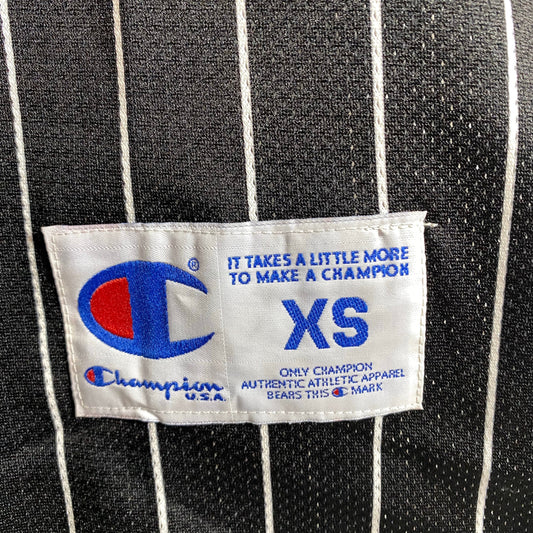 ®
Champion
U.S.A.
IT TAKES A LITTLE MORE
TO MAKE A CHAMPION
XS
ONLY CHAMPION
AUTHENTIC ATHLETIC APPAREL
BEARS THIS C MARK